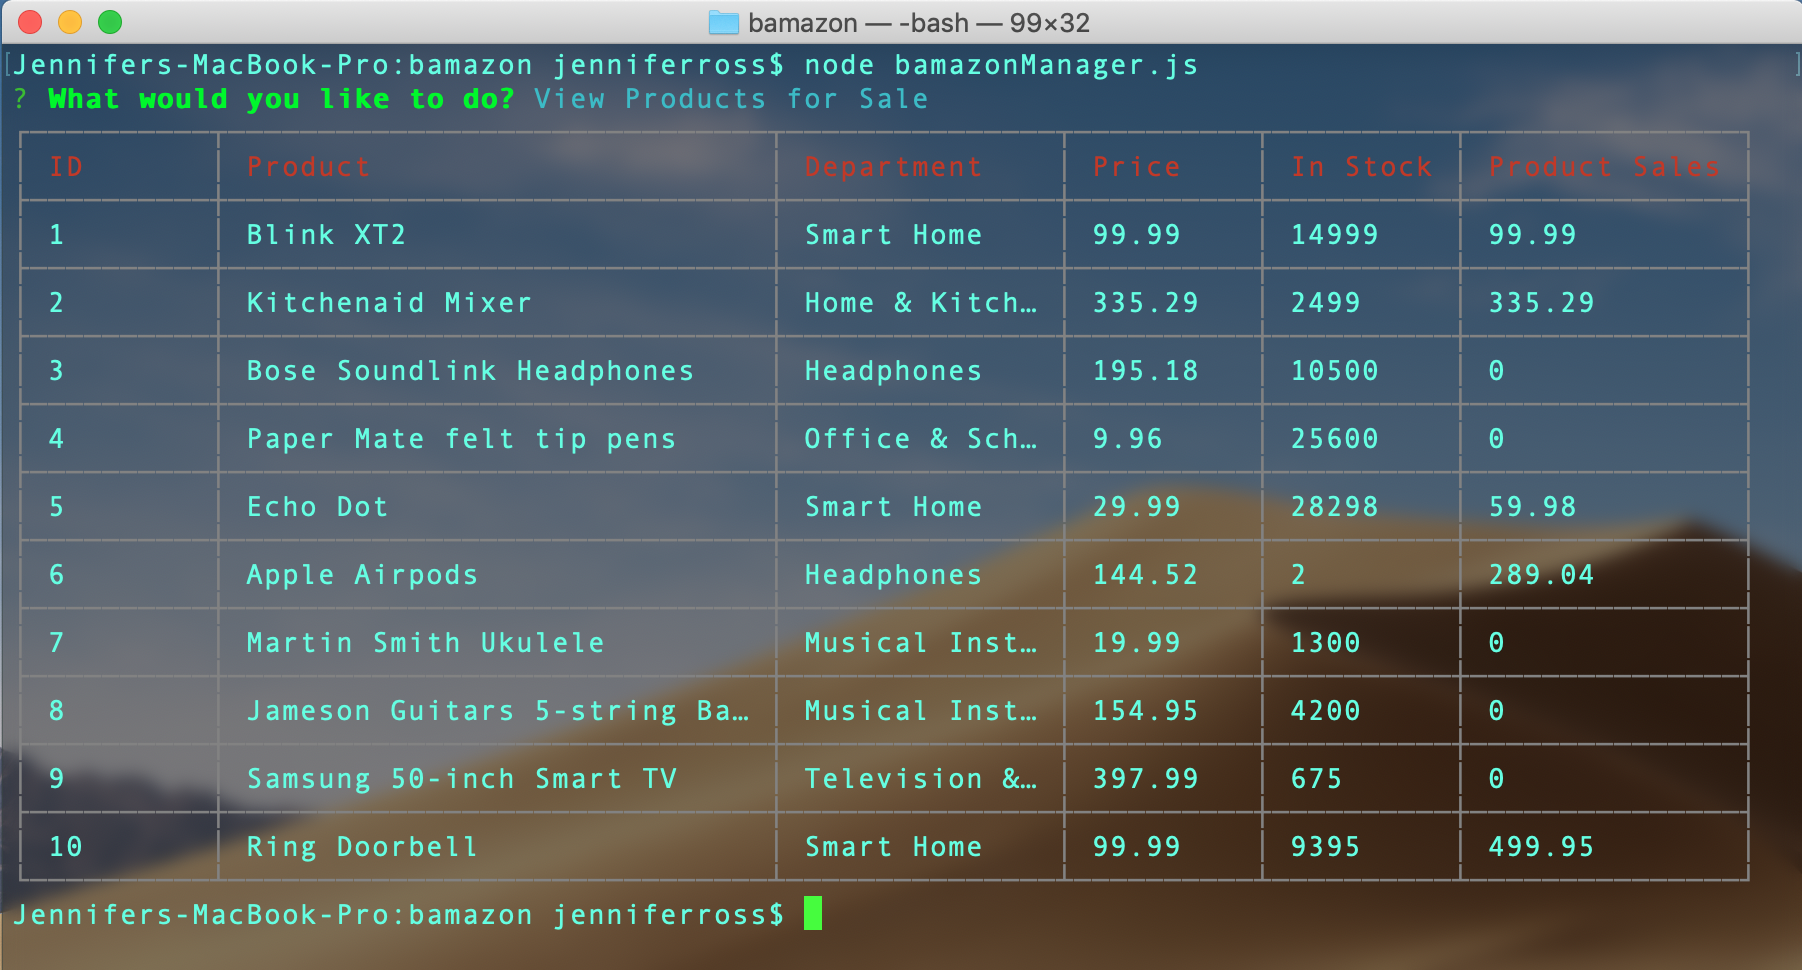 bamazon — -bash — 99×32
Jennifers-MacBook-Pro:bamazon jenniferross$ node bamazonManager.js
? What would you like to do? View Products for Sale
ID Product Department Price In Stock Product Sales
1 Blink XT2 Smart Home 99.99 14999 99.99
2 Kitchenaid Mixer Home & Kitch… 335.29 2499 335.29
3 Bose Soundlink Headphones Headphones 195.18 10500 0
4 Paper Mate felt tip pens Office & Sch… 9.96 25600 0
5 Echo Dot Smart Home 29.99 28298 59.98
6 Apple Airpods Headphones 144.52 2 289.04
7 Martin Smith Ukulele Musical Inst… 19.99 1300 0
8 Jameson Guitars 5-string Ba… Musical Inst… 154.95 4200 0
9 Samsung 50-inch Smart TV Television &… 397.99 675 0
10 Ring Doorbell Smart Home 99.99 9395 499.95
Jennifers-MacBook-Pro:bamazon jenniferross$